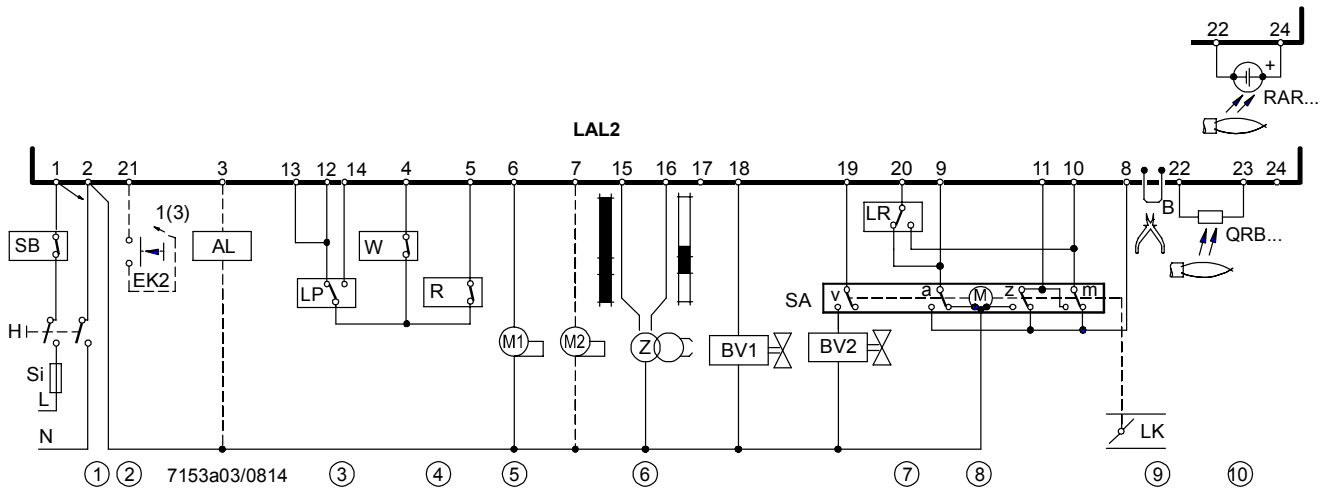 22 24
+
RAR...
LAL2
1 2 21 3 13 12 14 4 5 6 7 15 16 17 18 19 20 9 11 10 8 22 23 24
1(3)
B
SB AL W LR QRB...
EK2
LP R SA v a M z m
H M1 M2 Z BV1 BV2
Si
L
N LK
① ② 7153a03/0814 ③ ④ ⑤ ⑥ ⑦ ⑧ ⑨ ⑩